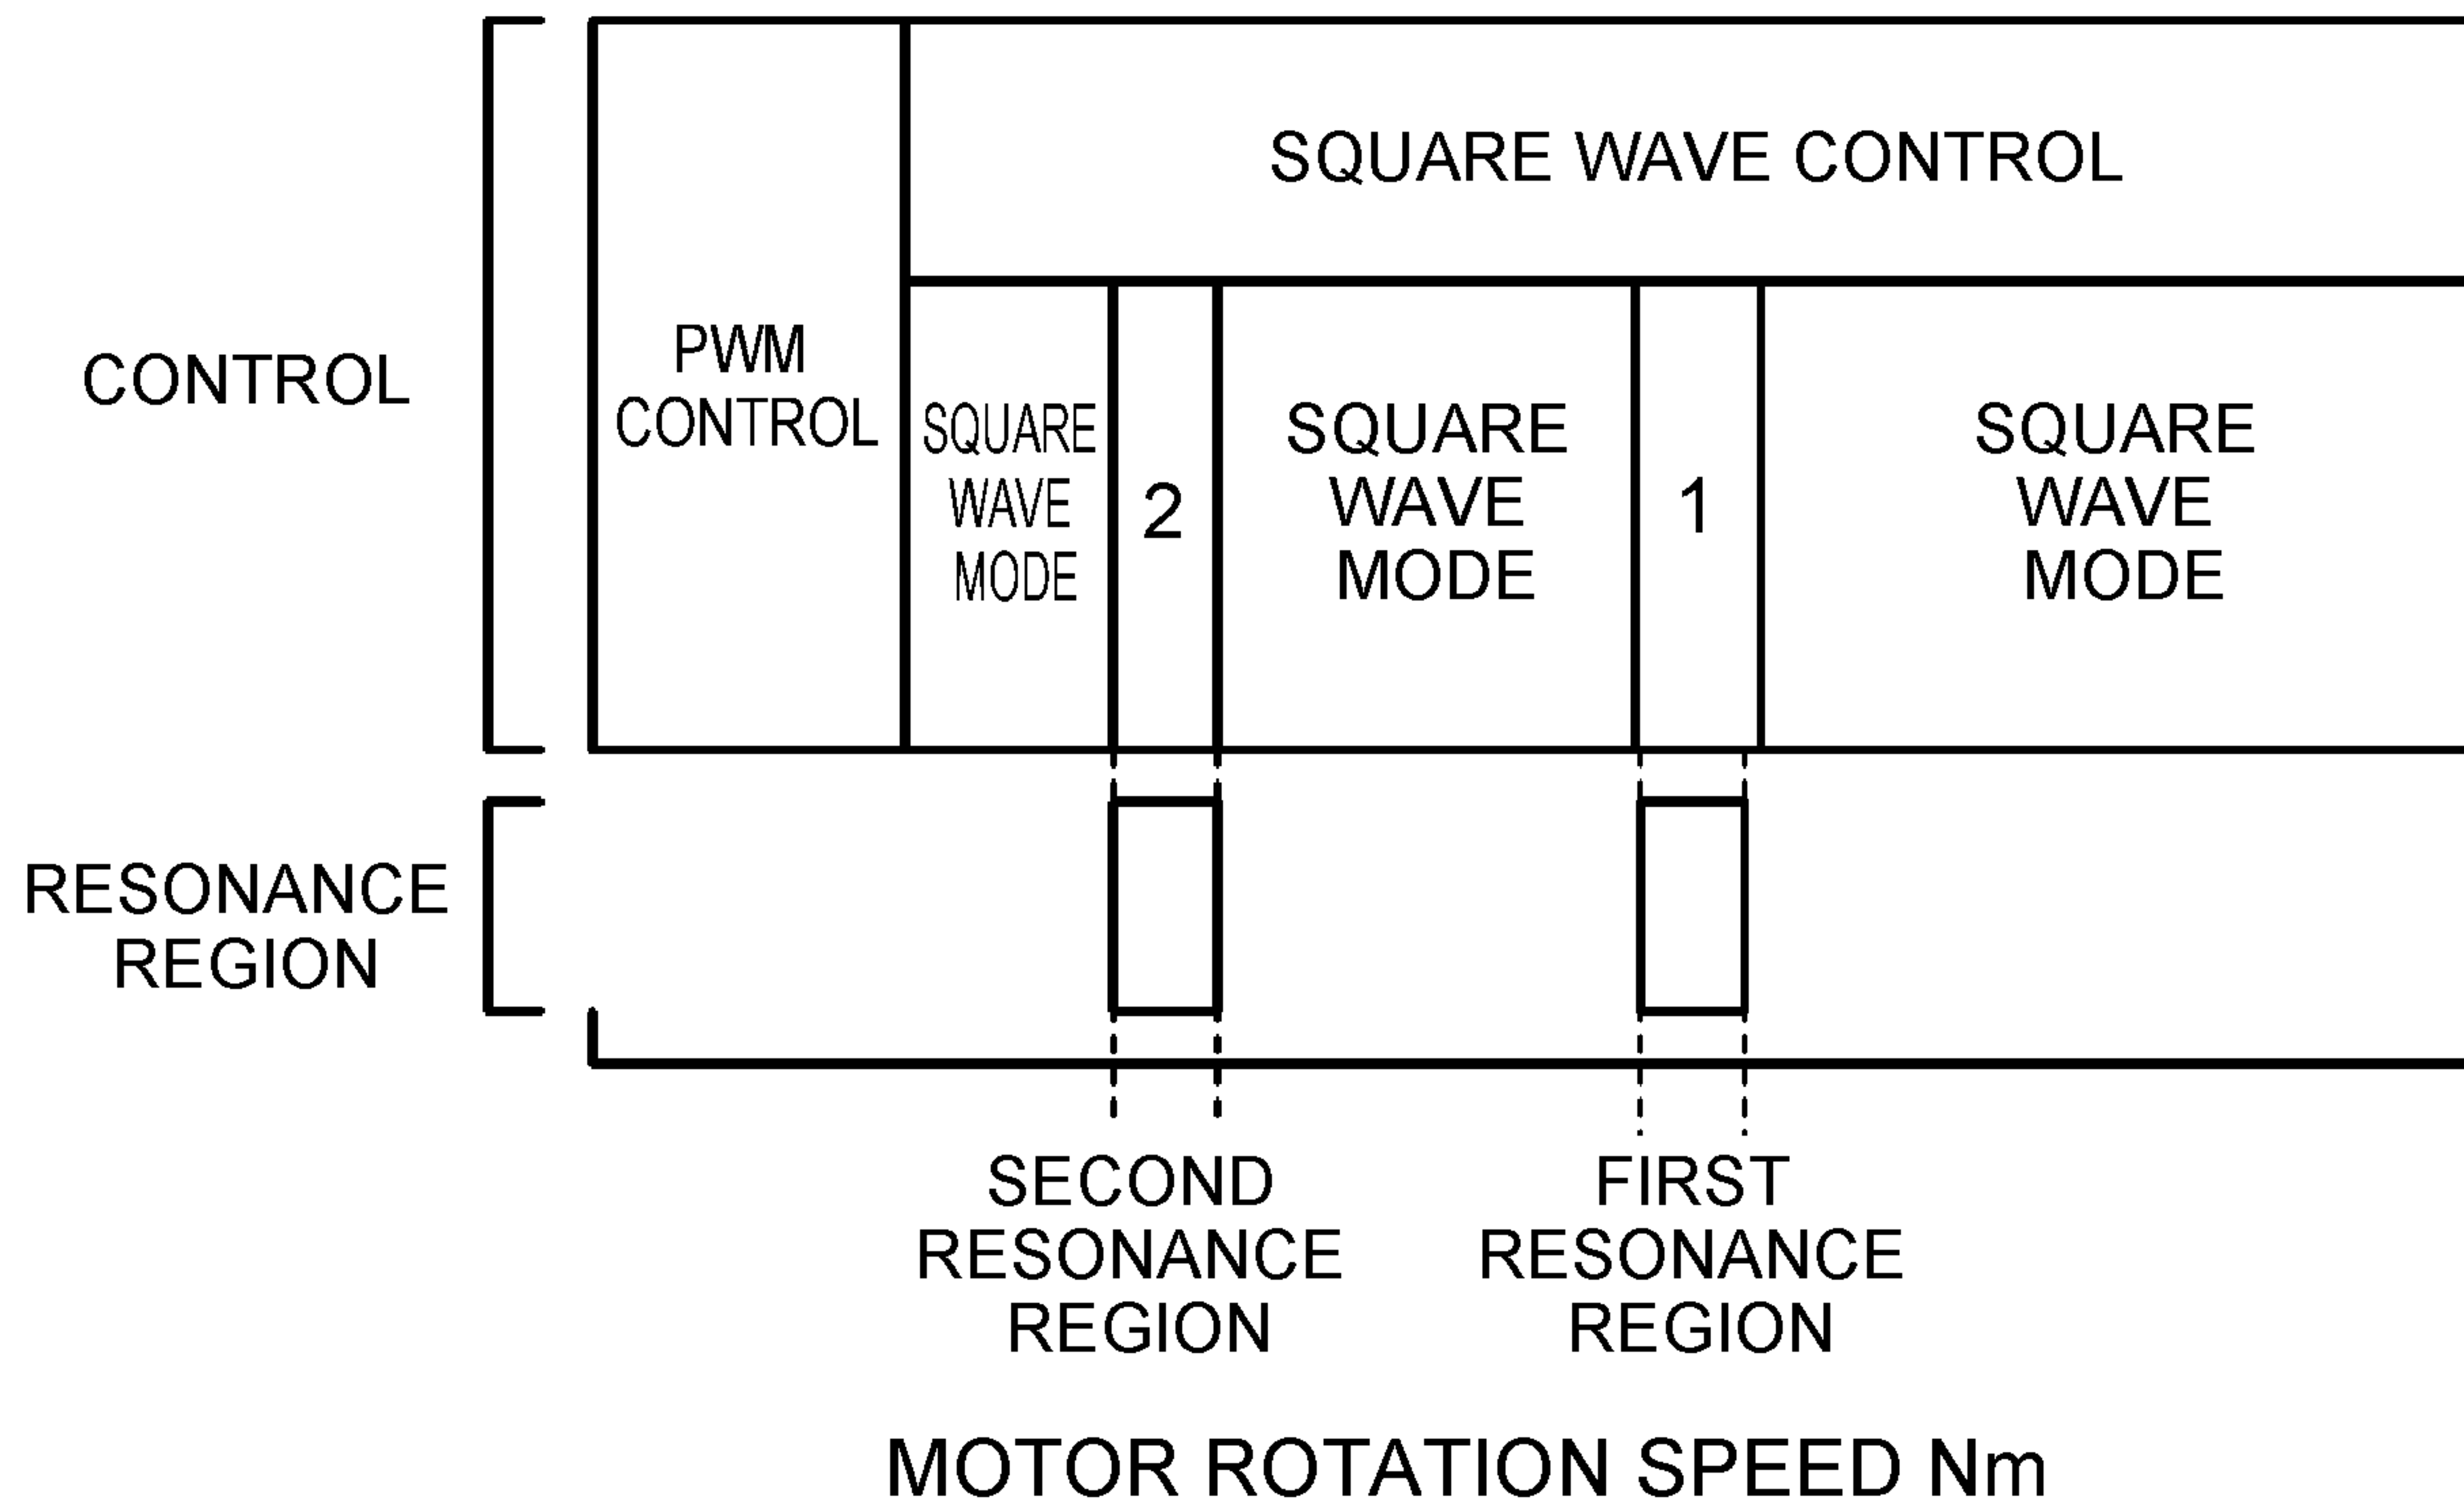 SQUARE WAVE CONTROL
CONTROL
PWM
CONTROL
SQUARE
WAVE
MODE
2
SQUARE
WAVE
MODE
1
SQUARE
WAVE
MODE
RESONANCE
REGION
SECOND
RESONANCE
REGION
FIRST
RESONANCE
REGION
MOTOR ROTATION SPEED Nm